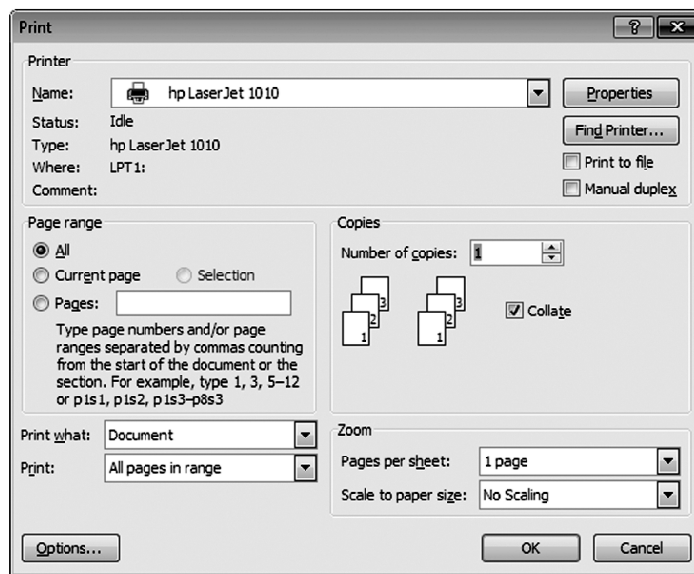 Print
Printer
Name: hp LaserJet 1010 Properties
Status: Idle
Find Printer...
Type: hp LaserJet 1010
Where: LPT1: Print to file
Comment: Manual duplex
Page range
All
Current page Selection
Pages:
Type page numbers and/or page
ranges separated by commas counting
from the start of the document or the
section. For example, type 1, 3, 5–12
or p1s1, p1s2, p1s3–p8s3
Copies
Number of copies: 1
3 3
2 2
1 1
Collate
Print what: Document
Print: All pages in range
Zoom
Pages per sheet: 1 page
Scale to paper size: No Scaling
Options... OK Cancel